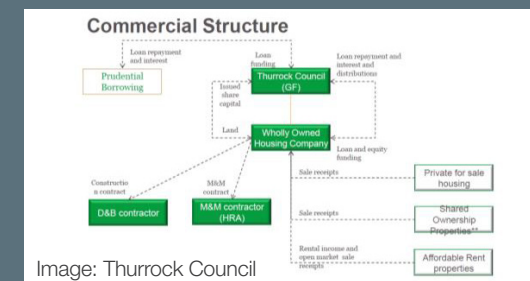 Commercial Structure
Loan repayment
and interest
Loan
funding
Loan repayment and
interest and
distributions
Prudential
Borrowing
Thurrock Council
(GF)
Issued
share
capital
Land
Wholly Owned
Housing Company
Loan and equity
funding
Constructio
n contract
M&M
contract
Sale receipts
Private for sale
housing
D&B contractor
M&M contractor
(HRA)
Sale receipts
Shared
Ownership
Properties**
Rental income and
open market sale
receipts
Affordable Rent
properties
Image: Thurrock Council